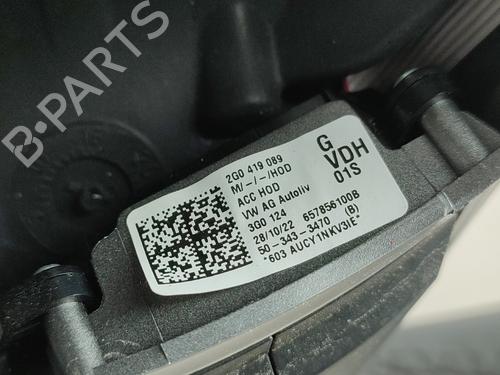 B-PARTS
2G0 419 089
M/-/-/HOD
ACC HOD
VW AG Autoliv
3G0 124
28/10/22 657856100B
50-343-3470 (B)
*603 AUCY1NKV3IE*
G
VDH
01S